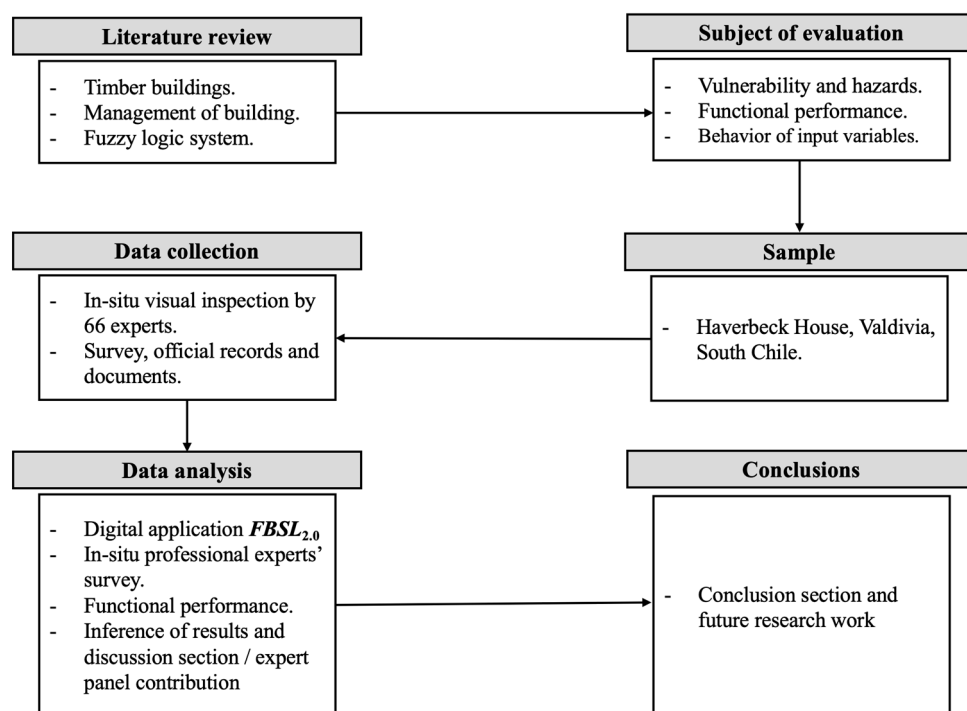 Literature review
- Timber buildings.
- Management of building.
- Fuzzy logic system.
Subject of evaluation
- Vulnerability and hazards.
- Functional performance.
- Behavior of input variables.
Sample
- Haverbeck House, Valdivia,
South Chile.
Data collection
- In-situ visual inspection by
66 experts.
- Survey, official records and
documents.
Data analysis
- Digital application FBSL2.0
- In-situ professional experts’
survey.
- Functional performance.
- Inference of results and
discussion section / expert
panel contribution
Conclusions
- Conclusion section and
future research work